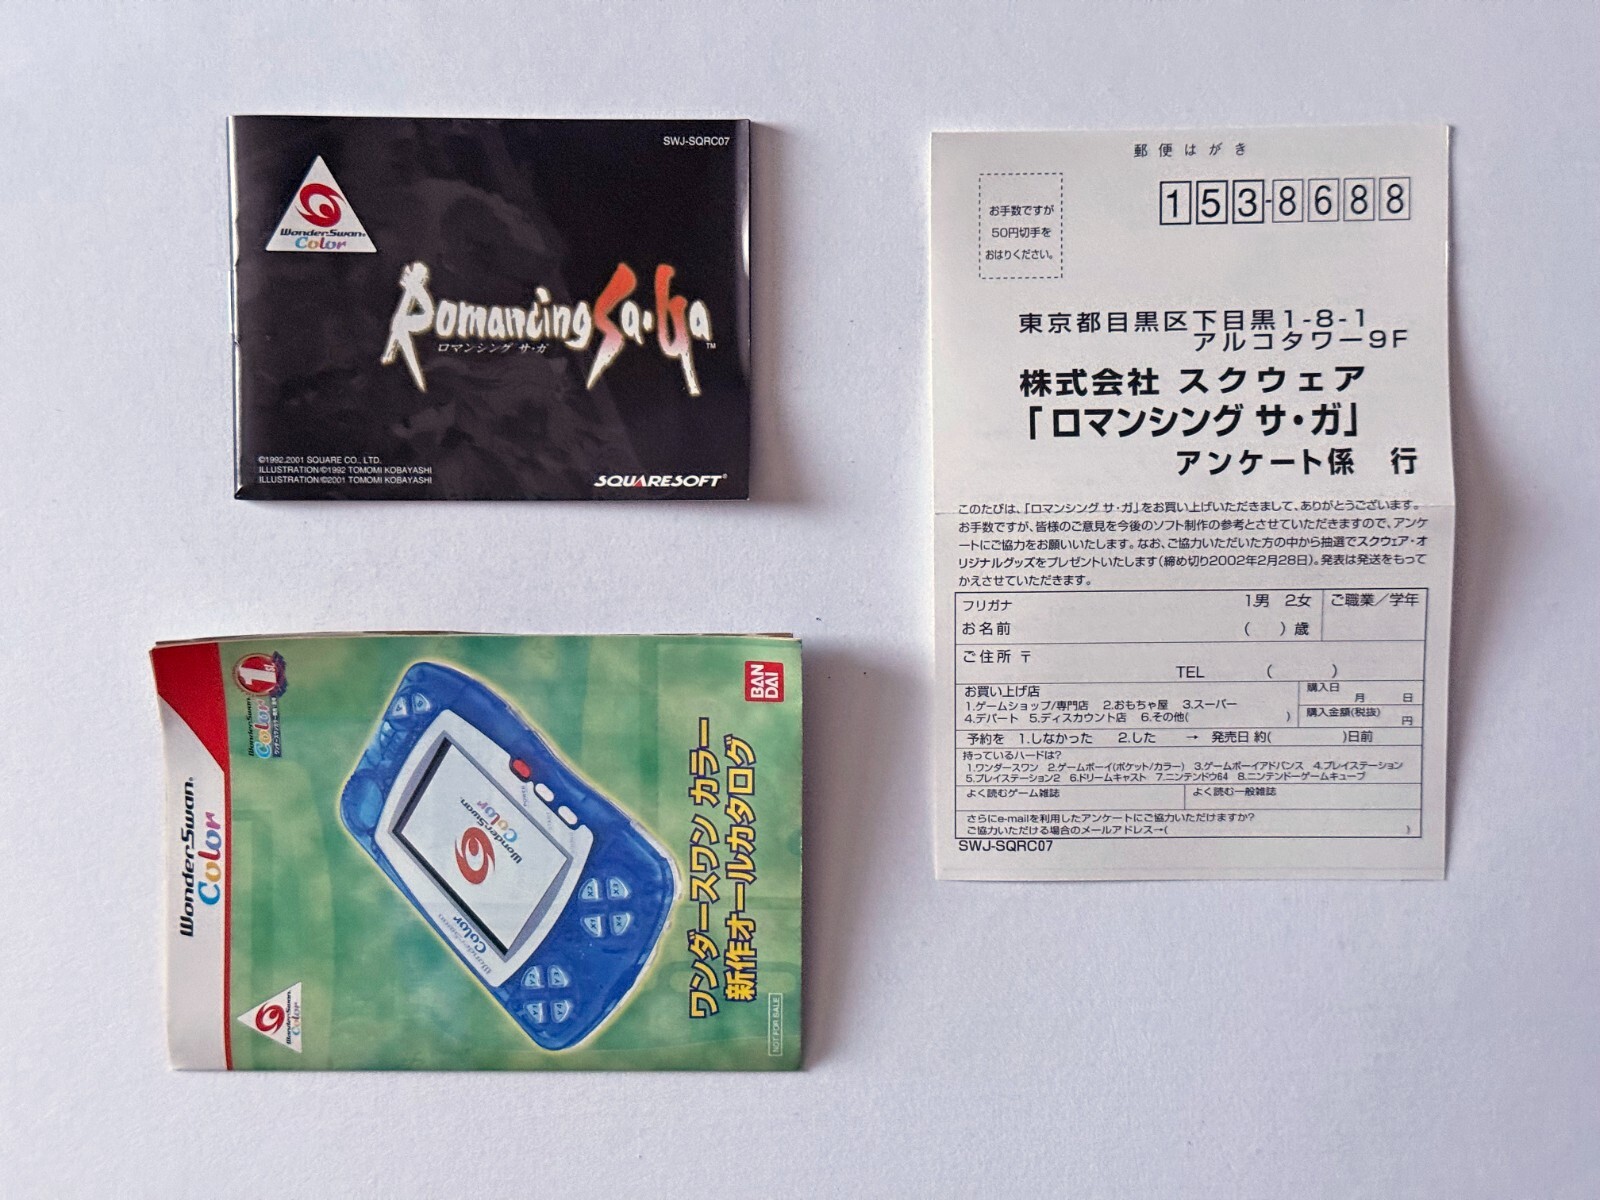 SWJ-SQRC07
WonderSwan
Color
Romancing Sa·Ga™
ロマンシング サ・ガ
©1992.2001 SQUARE CO., LTD.
ILLUSTRATION:©1992 TOMOMI KOBAYASHI
ILLUSTRATION:©2001 TOMOMI KOBAYASHI
SQUARESOFT®
郵便はがき
お手数ですが
50円切手を
おはりください。
153-8688
東京都目黒区下目黒1-8-1
アルコタワー9F
株式会社 スクウェア
「ロマンシング サ・ガ」
アンケート係 行
このたびは、「ロマンシング サ・ガ」をお買い上げいただきまして、ありがとうございます。
お手数ですが、皆様のご意見を今後のソフト制作の参考とさせていただきますので、アンケ
ートにご協力をお願いいたします。なお、ご協力いただいた方の中から抽選でスクウェア・オ
リジナルグッズをプレゼントいたします(締め切り2002年2月28日)。発表は発送をもって
かえさせていただきます。
フリガナ 1.男 2.女 ご職業/学年
お名前 ( )歳
ご住所 〒
TEL ( )
お買い上げ店 購入日
1.ゲームショップ/専門店 2.おもちゃ屋 3.スーパー 月 日
4.デパート 5.ディスカウント店 6.その他( ) 購入金額(税抜) 円
予約を 1.しなかった 2.した → 発売日 約( )日前
持っているハードは?
1.ワンダースワン 2.ゲームボーイ(ポケット/カラー) 3.ゲームボーイアドバンス 4.プレイステーション
5.プレイステーション2 6.ドリームキャスト 7.ニンテンドウ64 8.ニンテンドーゲームキューブ
よく読むゲーム雑誌 よく読む一般雑誌
さらにe-mailを利用したアンケートにご協力いただけますか?
ご協力いただける場合のメールアドレス→( )
SWJ-SQRC07
WonderSwan®
Color
1st
WonderSwan
Color
BAN
DAI
ワンダースワン カラー
新作オールカタログ
NOT FOR SALE
WonderSwan
Color
WonderSwan
Color
WonderSwan
Color
POWER
X1
X2
X3
X4
Y1
Y2
Y3
Y4